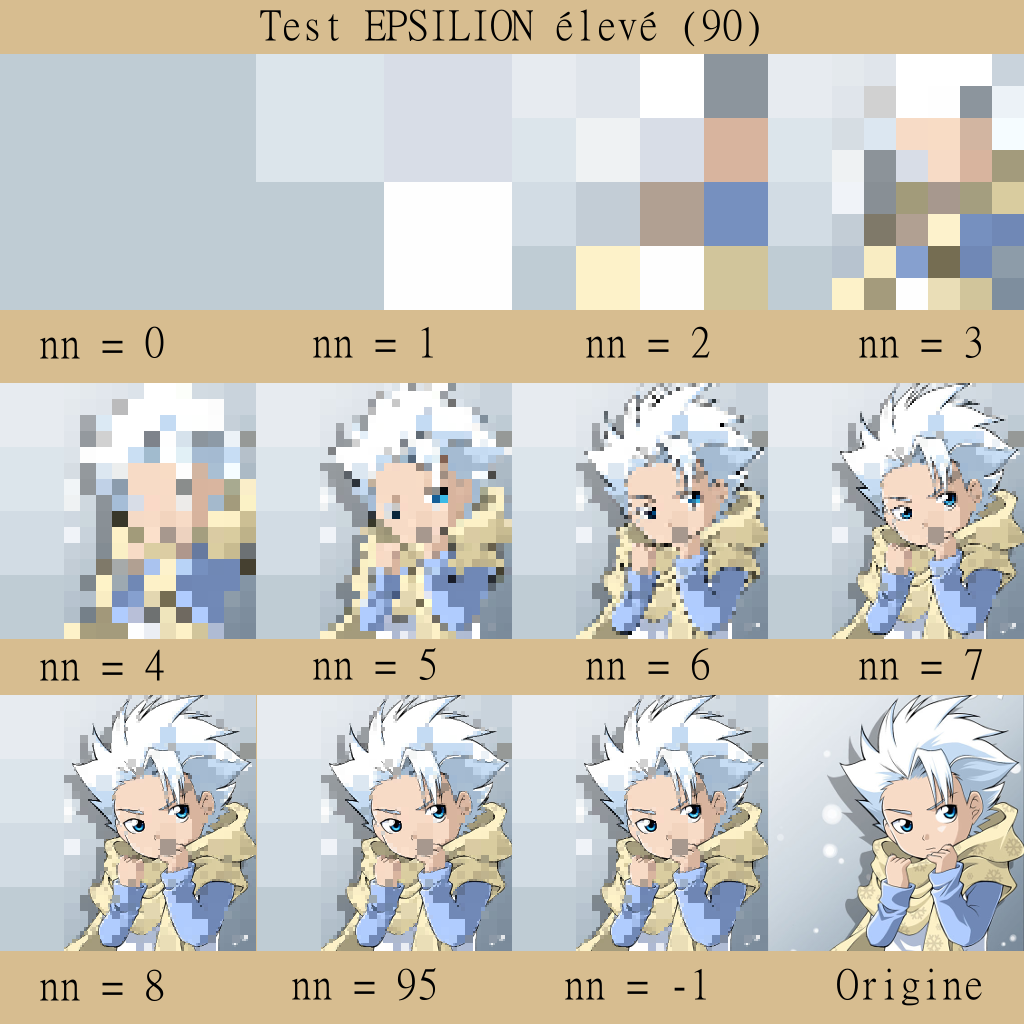 Test EPSILION élevé (90)
nn = 0 nn = 1 nn = 2 nn = 3
nn = 4 nn = 5 nn = 6 nn = 7
nn = 8 nn = 95 nn = -1 Origine